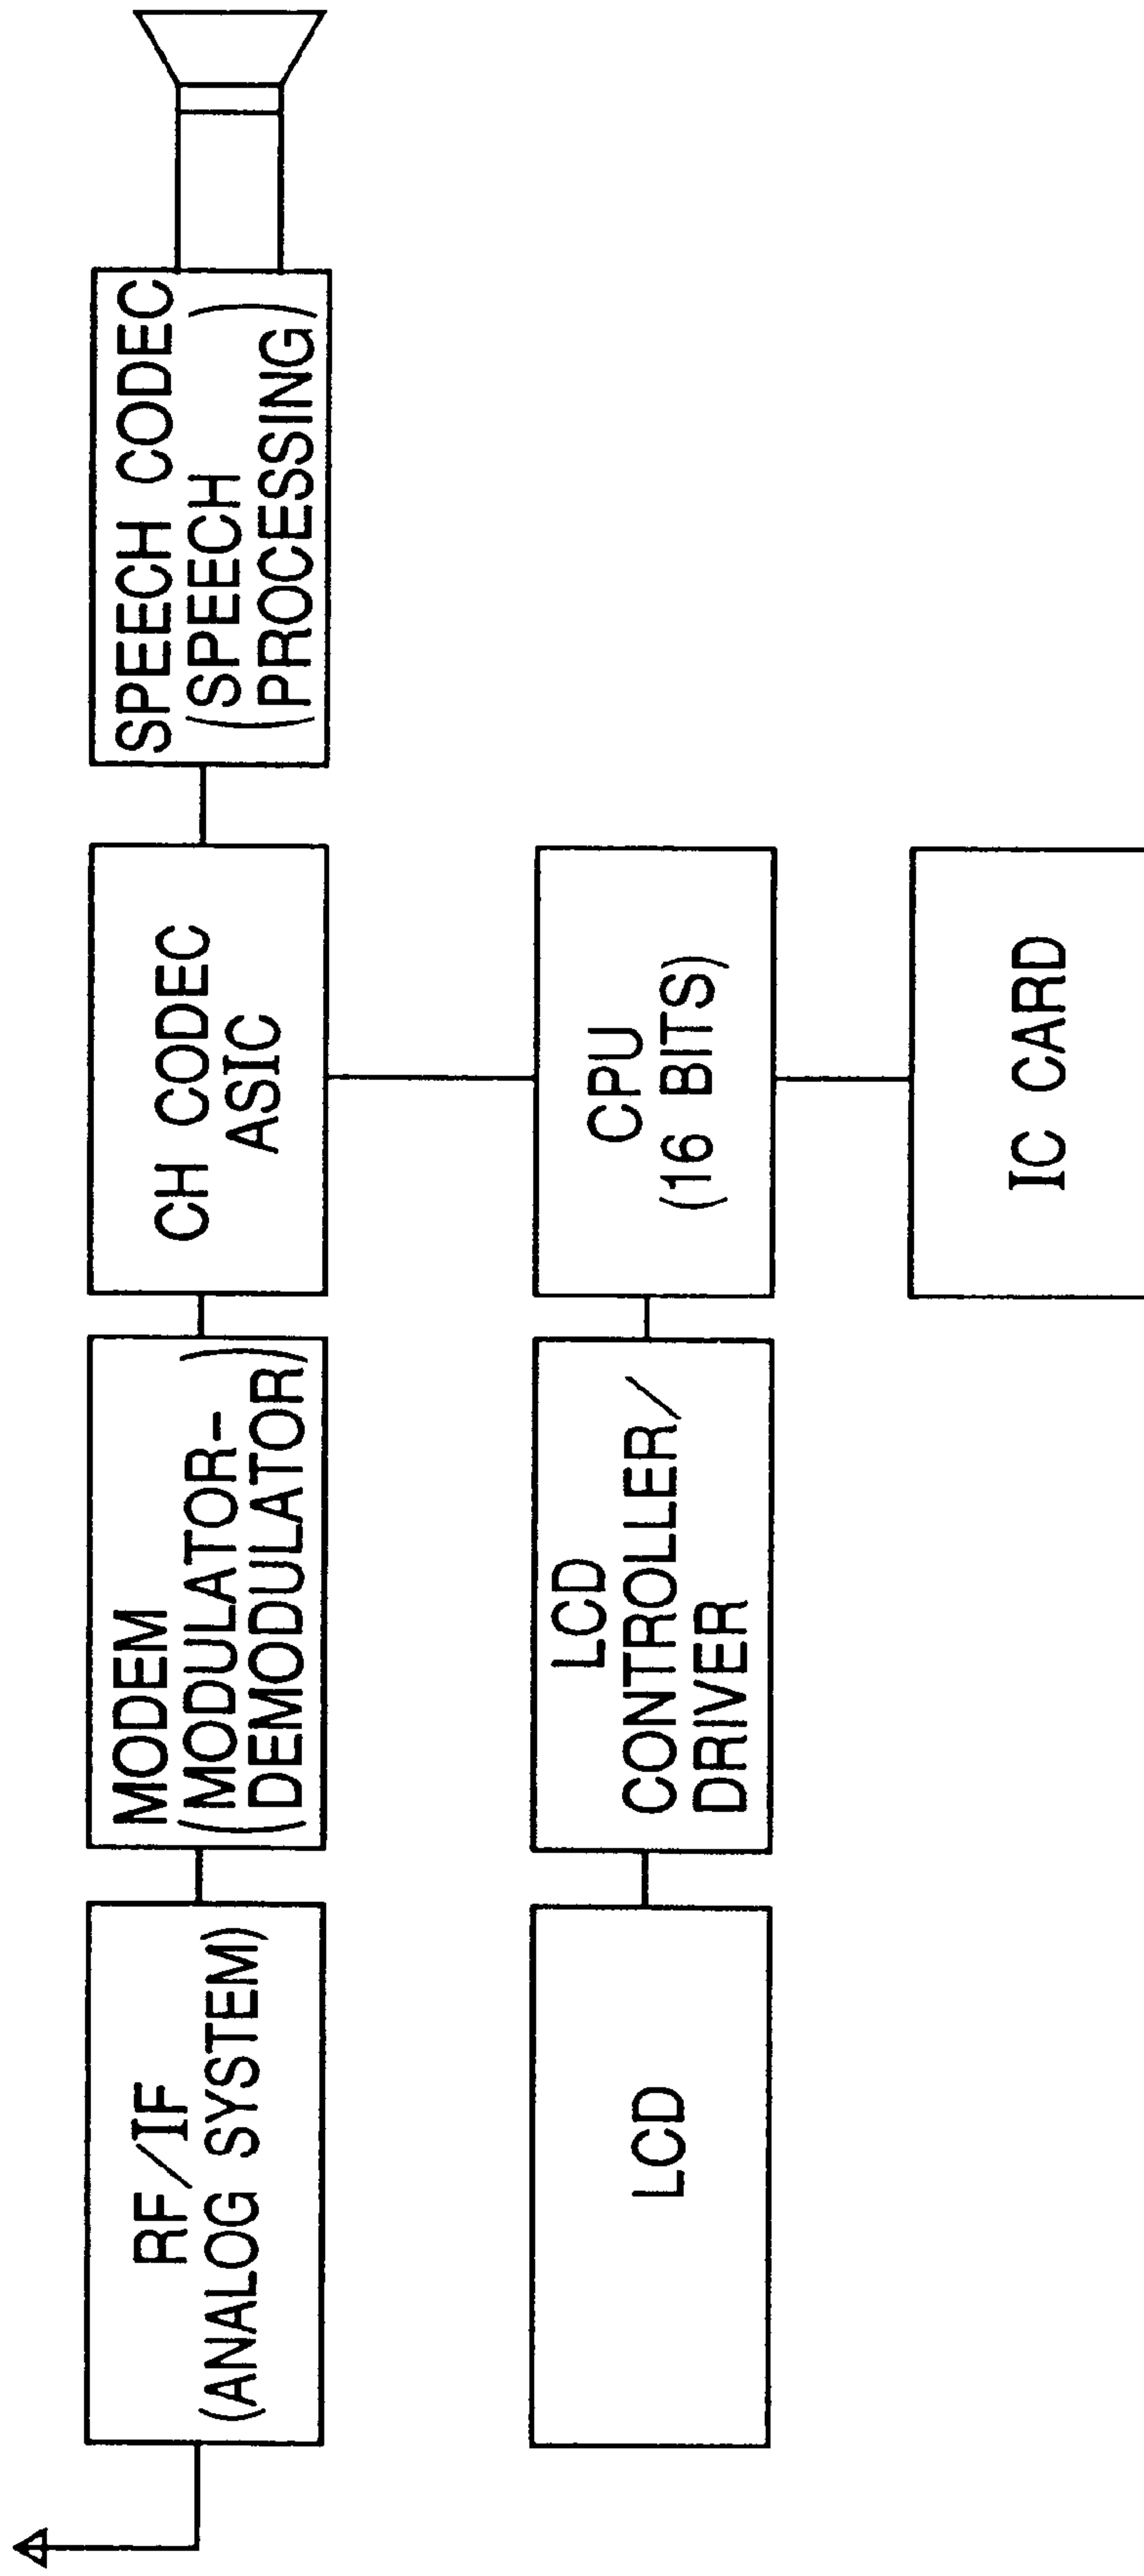 RF/IF
(ANALOG SYSTEM)
MODEM
(MODULATOR-
DEMODULATOR)
CH CODEC
ASIC
SPEECH CODEC
(SPEECH
PROCESSING)
LCD
LCD
CONTROLLER/
DRIVER
CPU
(16 BITS)
IC CARD